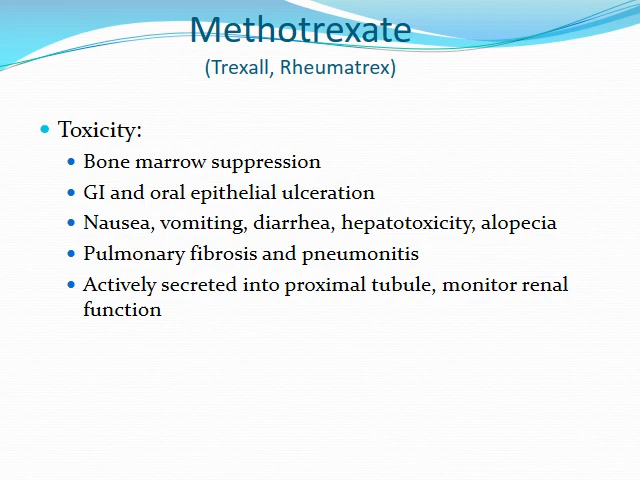 Methotrexate
(Trexall, Rheumatrex)
• Toxicity:
• Bone marrow suppression
• GI and oral epithelial ulceration
• Nausea, vomiting, diarrhea, hepatotoxicity, alopecia
• Pulmonary fibrosis and pneumonitis
• Actively secreted into proximal tubule, monitor renal
function